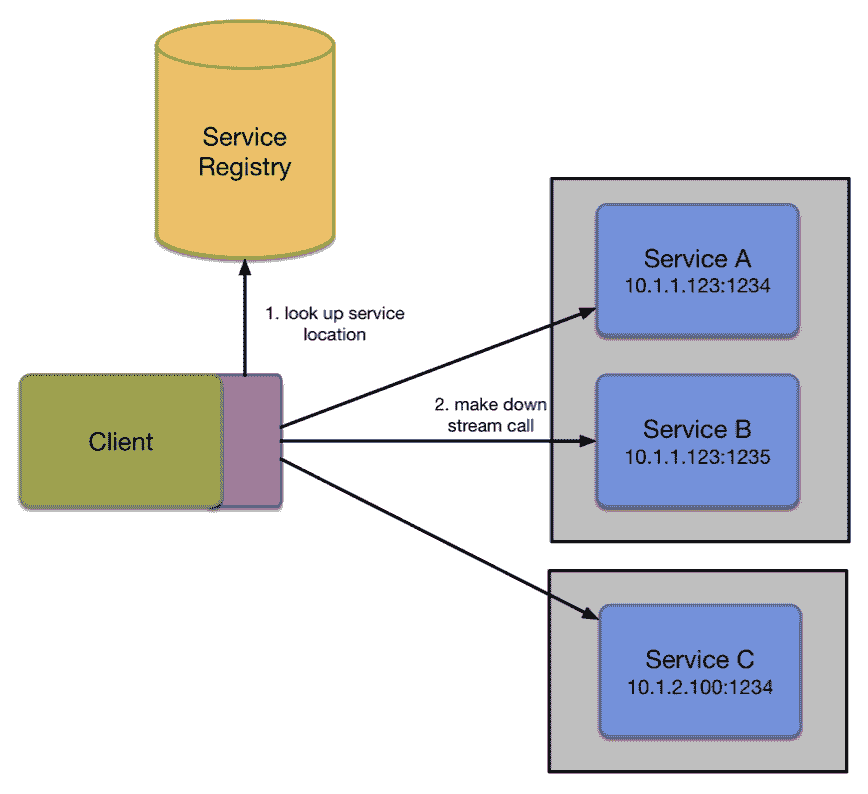 Service
Registry
1. look up service
location
Client
2. make down
stream call
Service A
10.1.1.123:1234
Service B
10.1.1.123:1235
Service C
10.1.2.100:1234